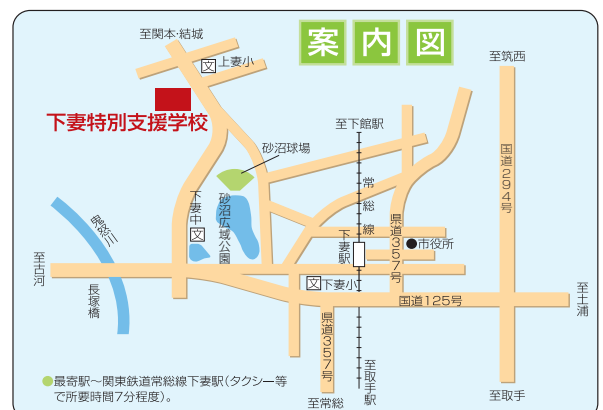 案内図
至関本・結城
上妻小
文
至筑西
下妻特別支援学校
至下館駅
砂沼球場
国道294号
常総線
下妻中
文
砂沼広域公園
鬼怒川
県道357号
市役所
下妻駅
至古河
長塚橋
文
下妻小
至土浦
国道125号
県道357号
至取手駅
●最寄駅～関東鉄道常総線下妻駅(タクシー等
で所要時間7分程度)。
至常総
至取手